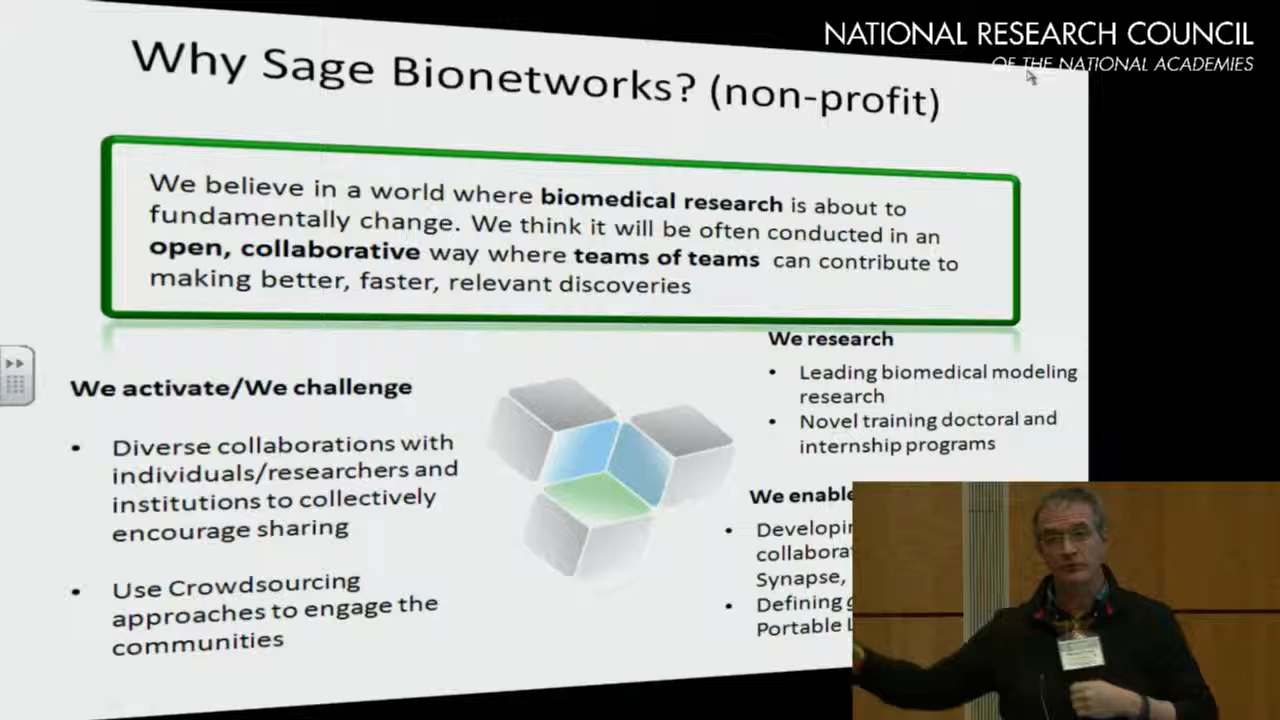 NATIONAL RESEARCH COUNCIL
OF THE NATIONAL ACADEMIES
Why Sage Bionetworks? (non-profit)
We believe in a world where biomedical research is about to
fundamentally change. We think it will be often conducted in an
open, collaborative way where teams of teams can contribute to
making better, faster, relevant discoveries
We activate/We challenge
• Diverse collaborations with
individuals/researchers and
institutions to collectively
encourage sharing
• Use Crowdsourcing
approaches to engage the
communities
We research
• Leading biomedical modeling
research
• Novel training doctoral and
internship programs
We enable
• Developin
collabora
Synapse,
• Defining g
Portable L